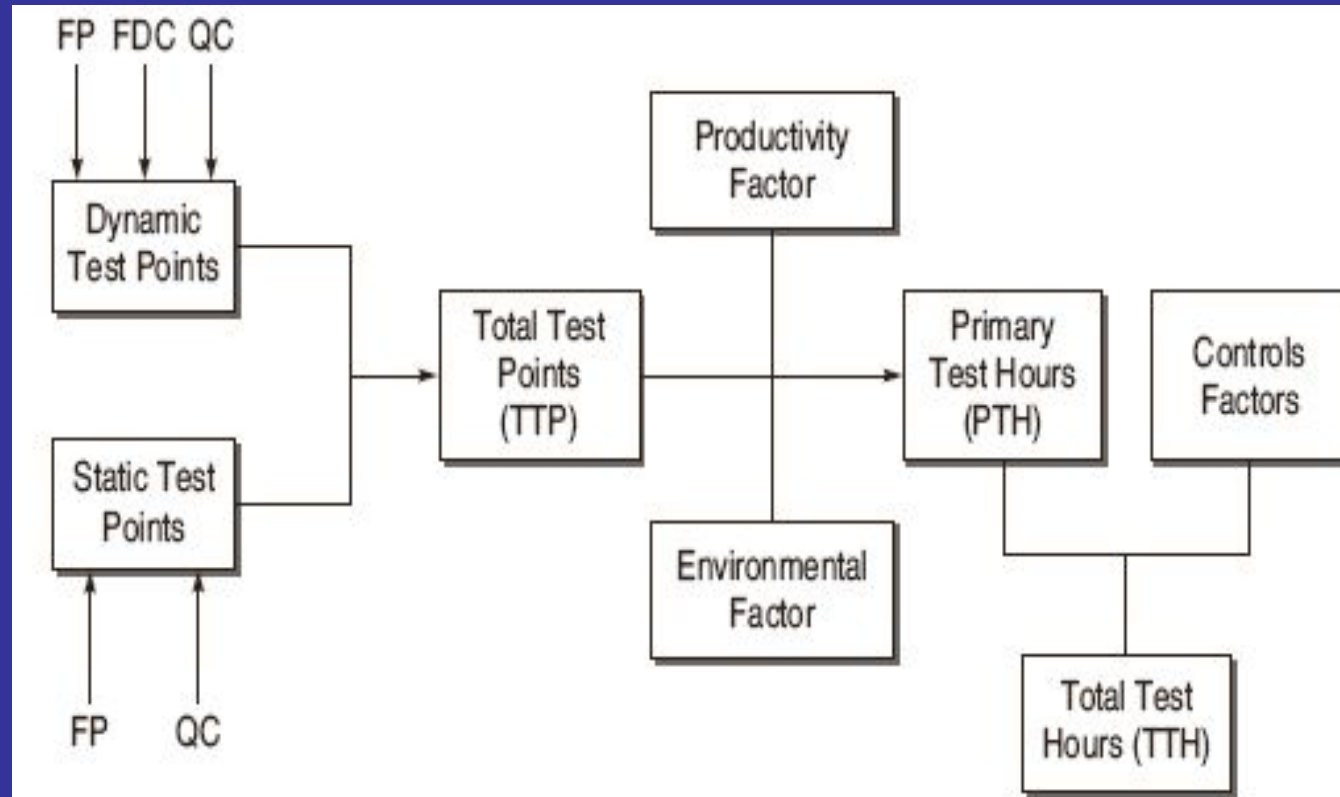 FP FDC QC
Dynamic
Test Points
Static Test
Points
FP QC
Total Test
Points
(TTP)
Productivity
Factor
Environmental
Factor
Primary
Test Hours
(PTH)
Controls
Factors
Total Test
Hours (TTH)